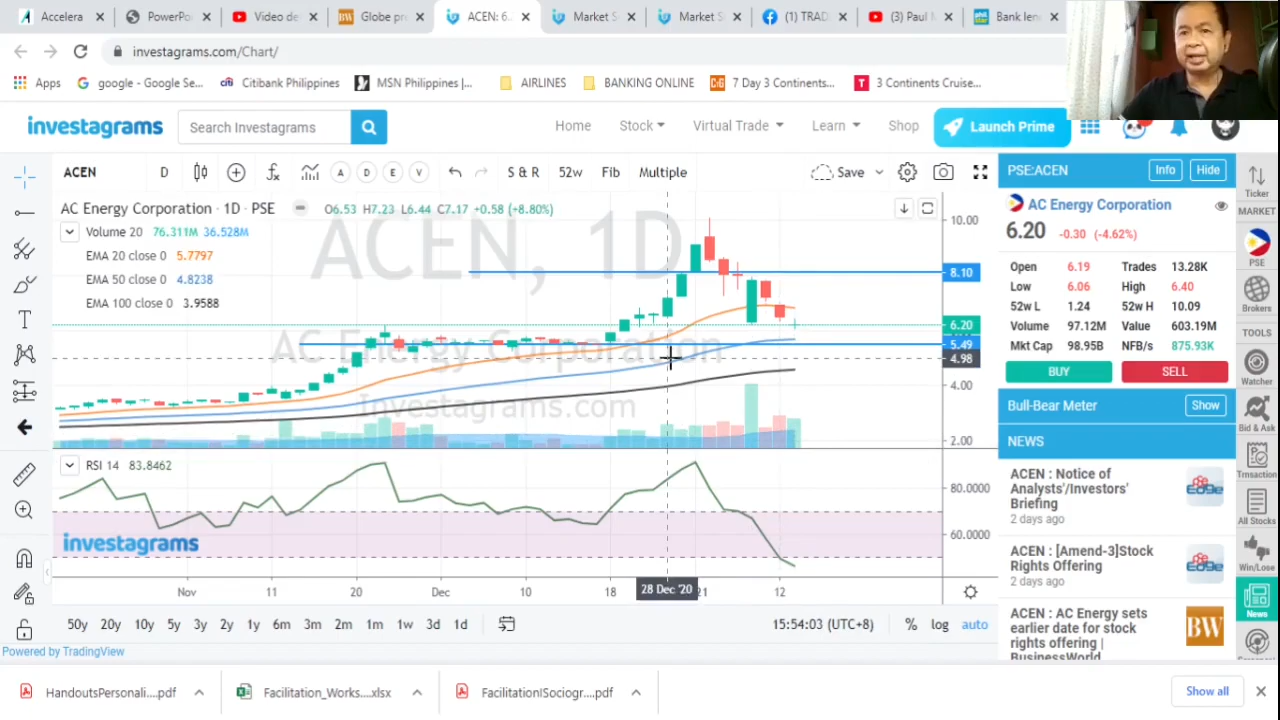 Accelera
PowerPo
Video de
Globe pr
ACEN: 6.
Market S
Market S
(1) TRAD
(3) Paul
Bank len
investagrams.com/Chart/
Apps
google - Google Se...
Citibank Philippines
MSN Philippines |...
AIRLINES
BANKING ONLINE
7 Day 3 Continents...
3 Continents Cruise...
investagrams
Search Investagrams
Home
Stock
Virtual Trade
Learn
Shop
Launch Prime
ACEN
D
A
D
E
V
S & R
52w
Fib
Multiple
Save
AC Energy Corporation · 1D · PSE
O6.53 H7.23 L6.44 C7.17 +0.58 (+8.80%)
Volume 20 76.311M 36.528M
EMA 20 close 0 5.7797
EMA 50 close 0 4.8238
EMA 100 close 0 3.9588
ACEN, 1D
AC Energy Corporation
Investagrams.com
10.00
8.10
6.20
5.49
4.98
4.00
2.00
RSI 14 83.8462
80.0000
60.0000
investagrams
Nov
11
20
Dec
10
18
28 Dec '20
21
12
50y
20y
10y
5y
3y
2y
1y
6m
3m
2m
1m
1w
3d
1d
15:54:03 (UTC+8)
%
log
auto
Powered by TradingView
PSE:ACEN
Info
Hide
AC Energy Corporation
6.20 -0.30 (-4.62%)
Open 6.19 Trades 13.28K
Low 6.06 High 6.40
52w L 1.24 52w H 10.09
Volume 97.12M Value 603.19M
Mkt Cap 98.95B NFB/s 875.93K
BUY
SELL
Bull-Bear Meter
Show
NEWS
ACEN : Notice of
Analysts'/Investors'
Briefing
2 days ago
EDGE
ACEN : [Amend-3]Stock
Rights Offering
2 days ago
EDGE
ACEN : AC Energy sets
earlier date for stock
rights offering |
BusinessWorld
BW
Ticker
MARKET
PSE
Brokers
TOOLS
Watcher
Bid & Ask
Trnsaction
All Stocks
Win/Lose
News
HandoutsPersonali....pdf
Facilitation_Works....xlsx
FacilitationISociogr....pdf
Show all